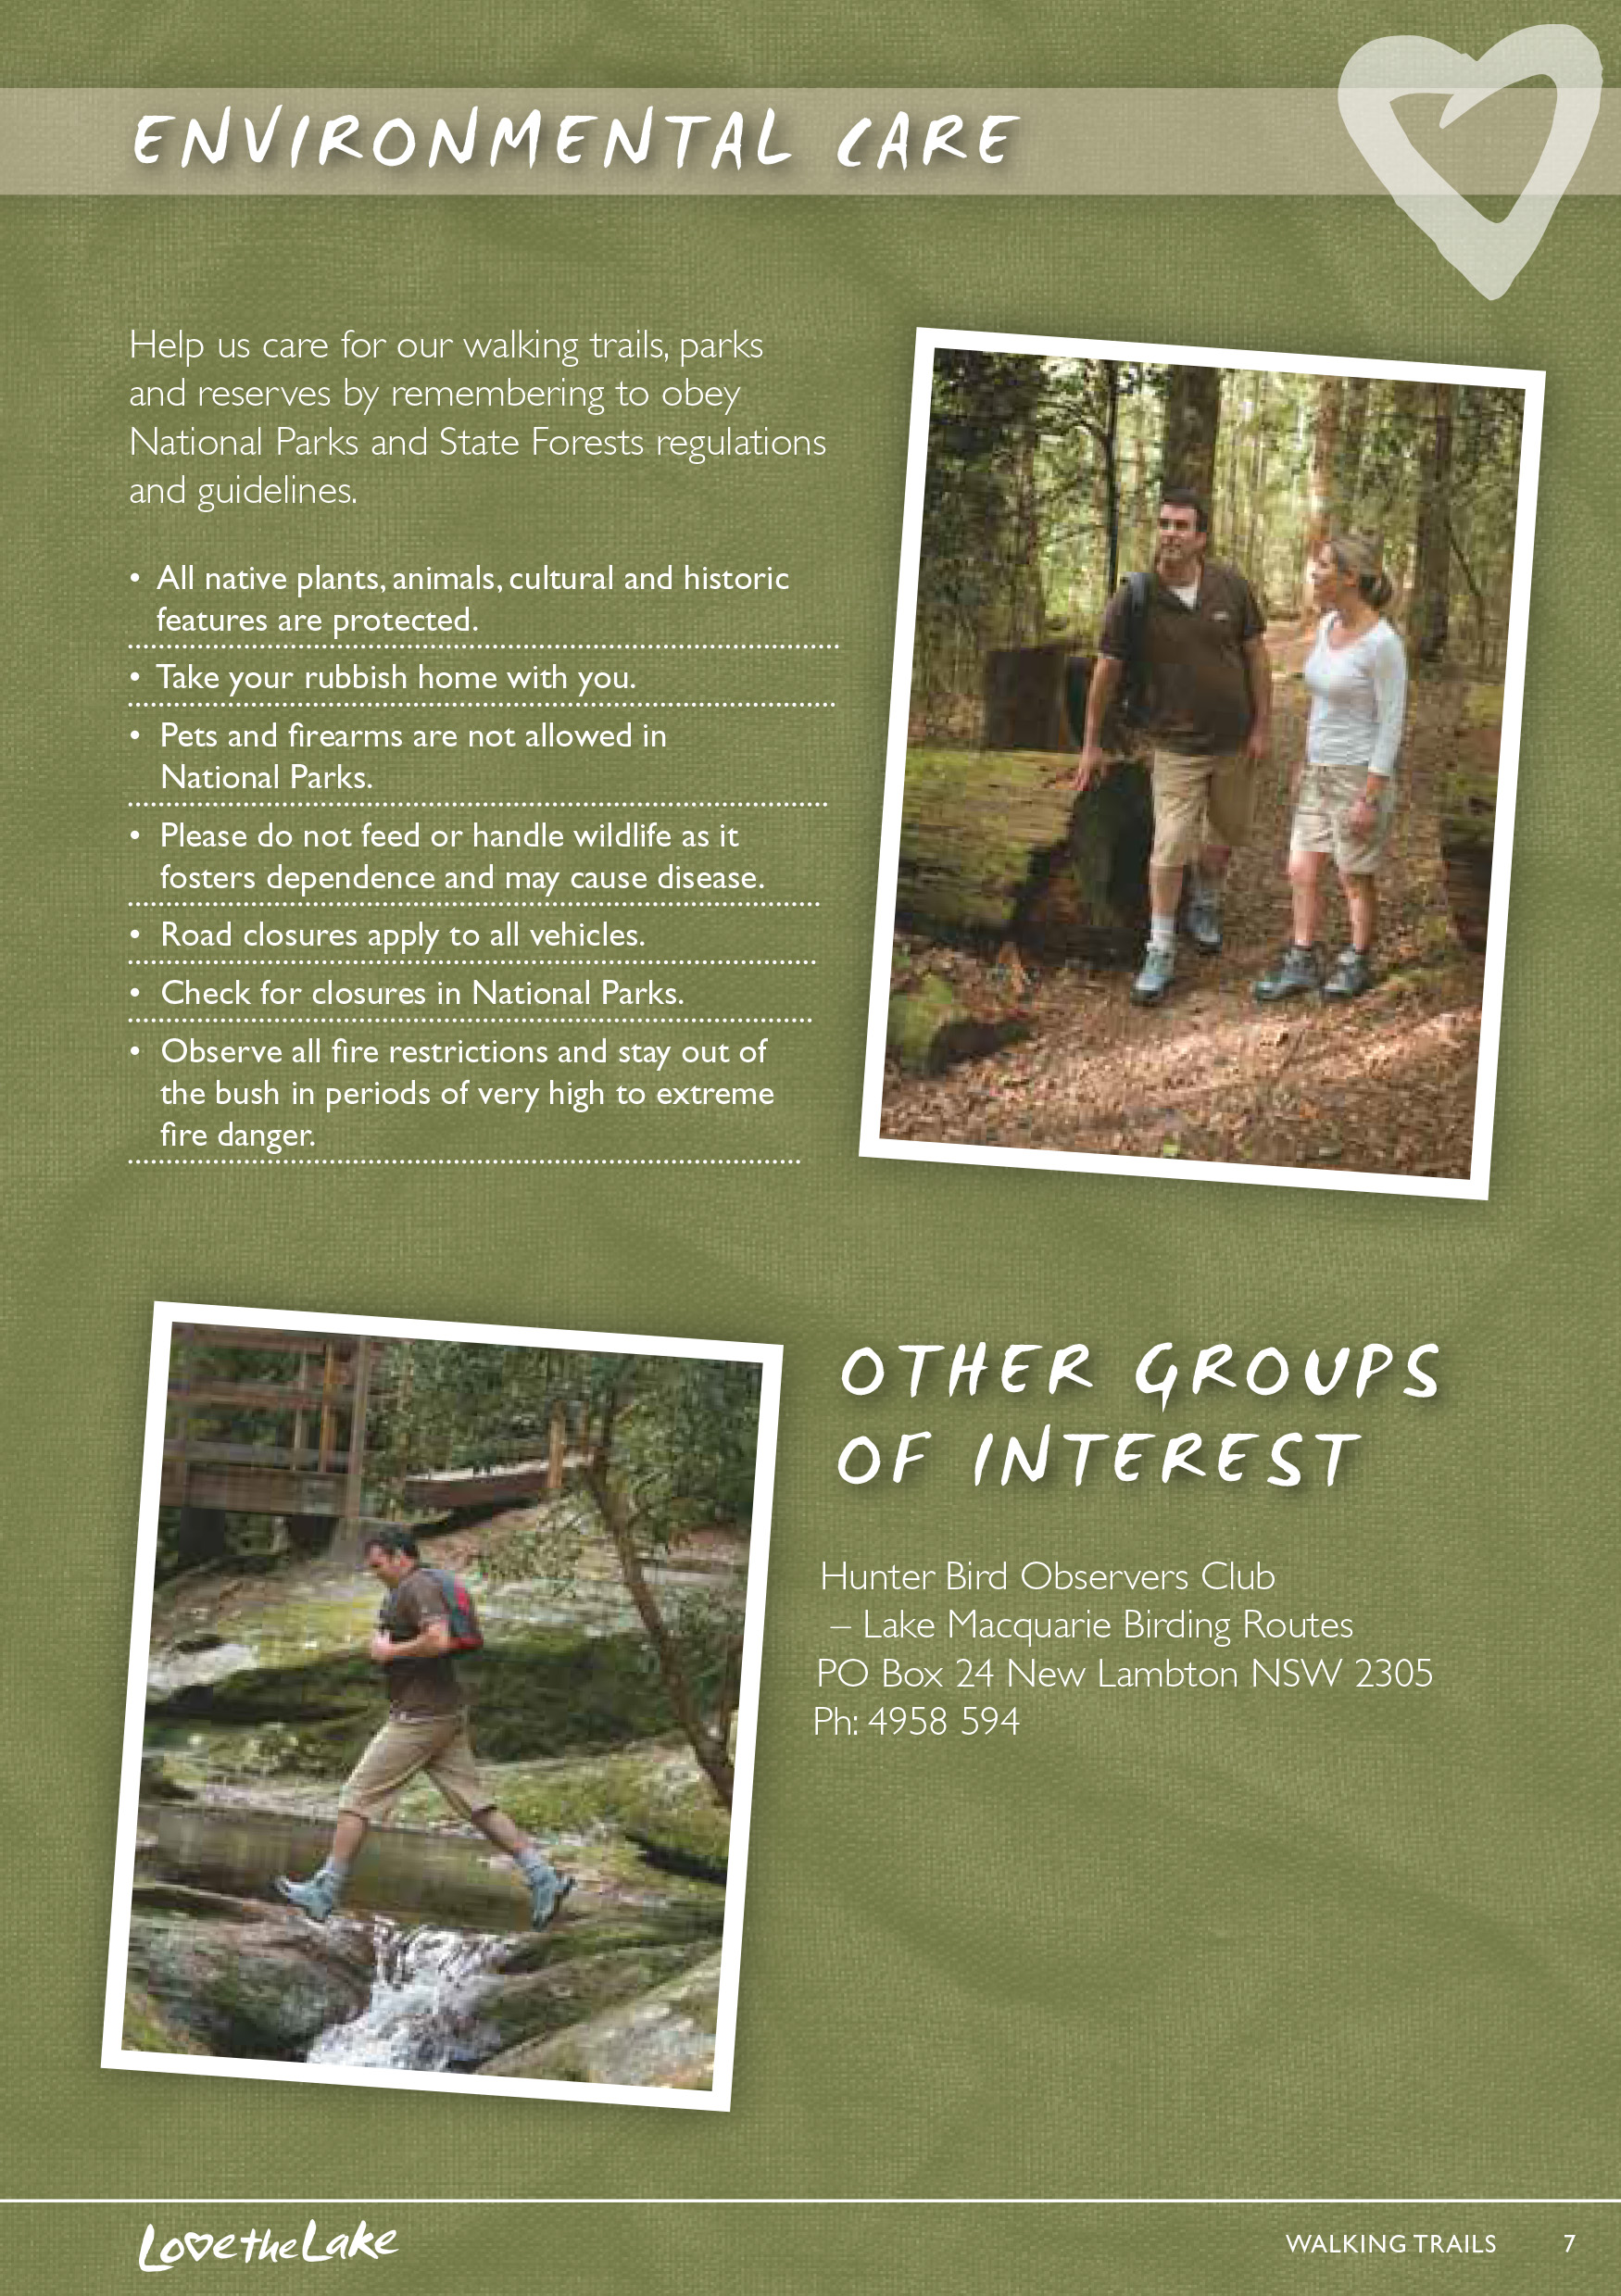 ENVIRONMENTAL CARE
Help us care for our walking trails, parks
and reserves by remembering to obey
National Parks and State Forests regulations
and guidelines.
• All native plants, animals, cultural and historic
features are protected.
• Take your rubbish home with you.
• Pets and firearms are not allowed in
National Parks.
• Please do not feed or handle wildlife as it
fosters dependence and may cause disease.
• Road closures apply to all vehicles.
• Check for closures in National Parks.
• Observe all fire restrictions and stay out of
the bush in periods of very high to extreme
fire danger.
OTHER GROUPS
OF INTEREST
Hunter Bird Observers Club
– Lake Macquarie Birding Routes
PO Box 24 New Lambton NSW 2305
Ph: 4958 594
LovetheLake
WALKING TRAILS 7